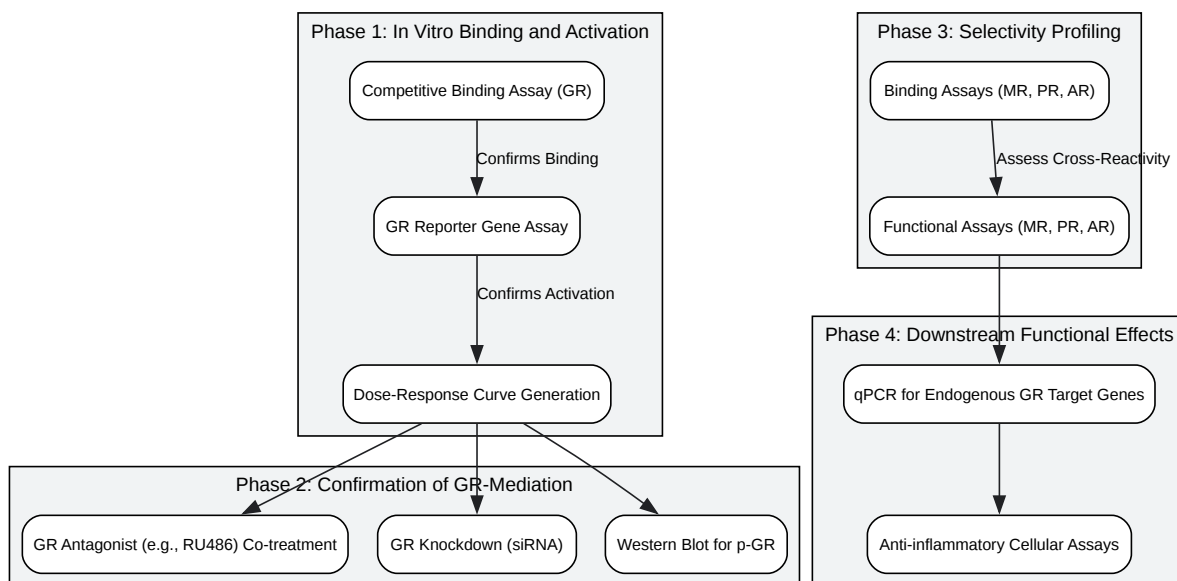 Phase 1: In Vitro Binding and Activation
Competitive Binding Assay (GR)
Confirms Binding
GR Reporter Gene Assay
Confirms Activation
Dose-Response Curve Generation
Phase 2: Confirmation of GR-Mediation
GR Antagonist (e.g., RU486) Co-treatment
GR Knockdown (siRNA)
Western Blot for p-GR
Phase 3: Selectivity Profiling
Binding Assays (MR, PR, AR)
Assess Cross-Reactivity
Functional Assays (MR, PR, AR)
Phase 4: Downstream Functional Effects
qPCR for Endogenous GR Target Genes
Anti-inflammatory Cellular Assays